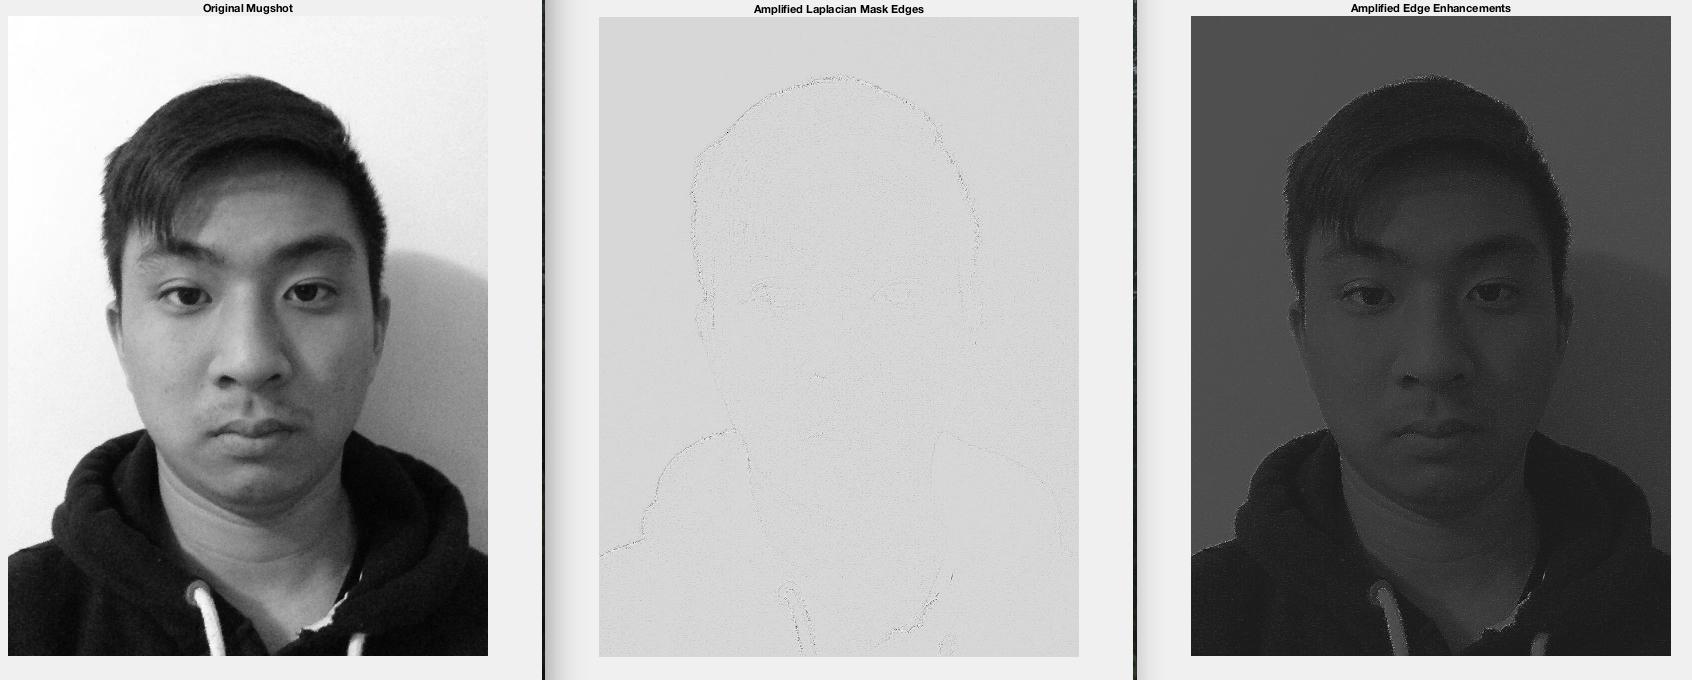 Original Mugshot
Amplified Laplacian Mask Edges
Amplified Edge Enhancements